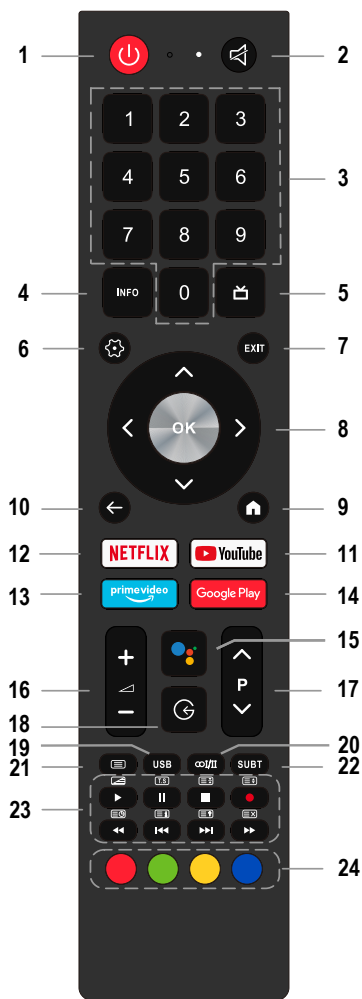 1 2
1 2 3
4 5 6 3
7 8 9
4 INFO 0 5
6 EXIT 7
OK 8
10 9
12 NETFLIX YouTube 11
13 prime video Google Play 14
15
16 P 17
18
19 20
21 USB I/II SUBT 22
T.S
23
24